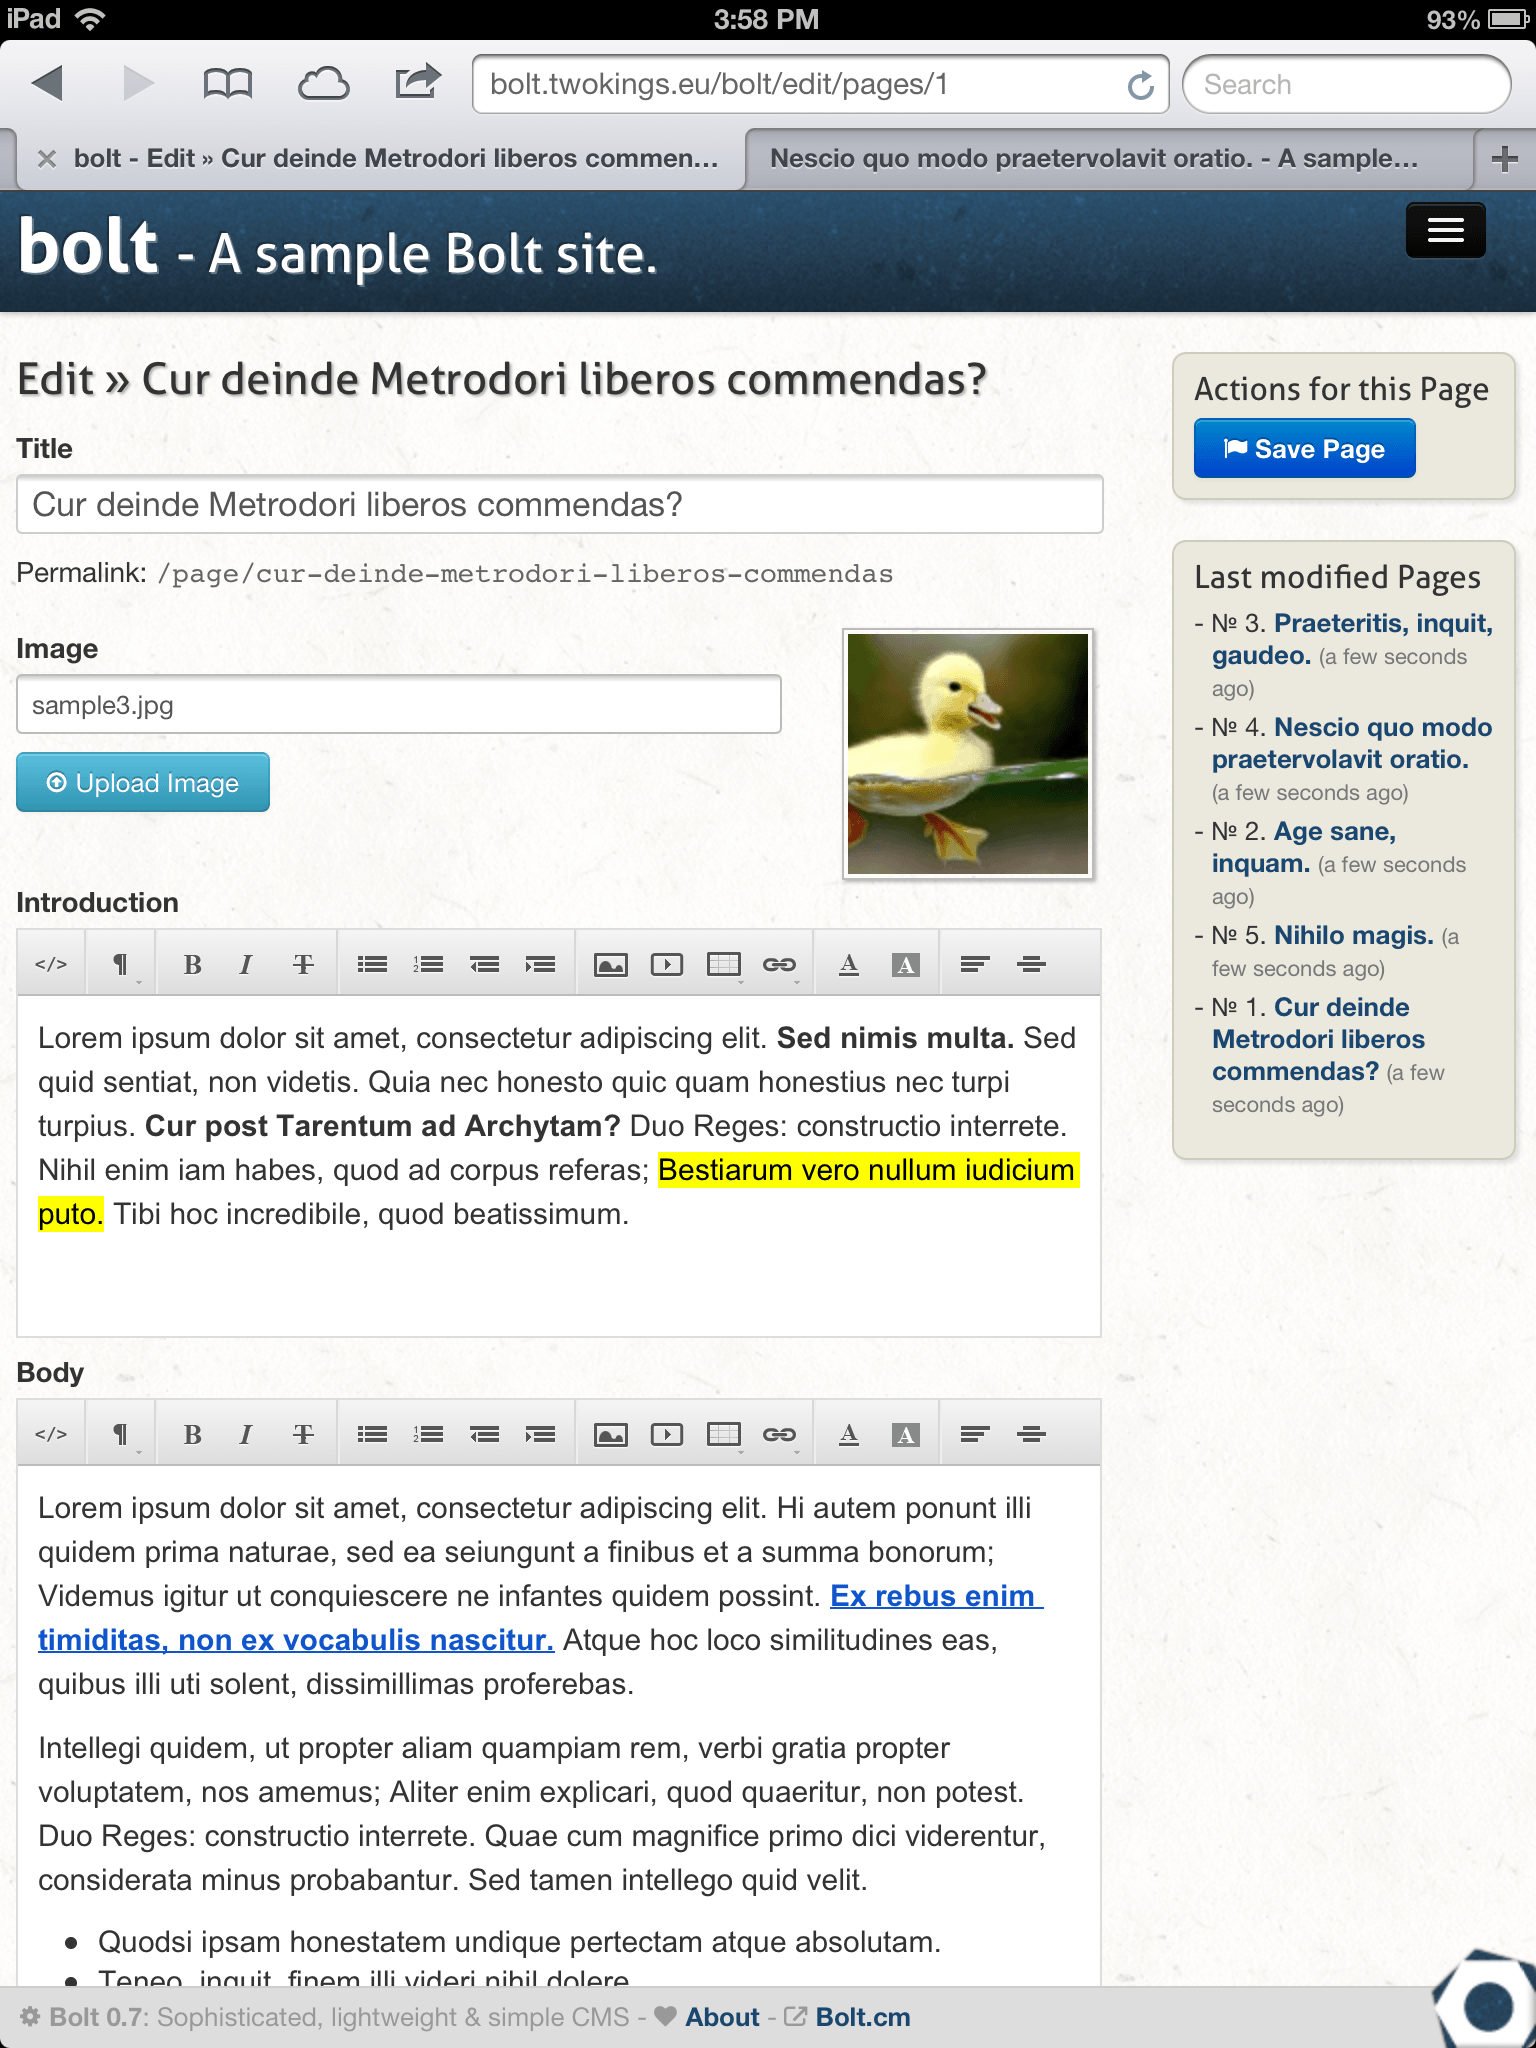 iPad 3:58 PM 93%
bolt.twokings.eu/bolt/edit/pages/1 Search
bolt - Edit » Cur deinde Metrodori liberos commen... Nescio quo modo praetervolavit oratio. - A sample...
bolt - A sample Bolt site.
Edit » Cur deinde Metrodori liberos commendas?
Title
Cur deinde Metrodori liberos commendas?
Permalink: /page/cur-deinde-metrodori-liberos-commendas
Image
sample3.jpg
Upload Image
Introduction
Lorem ipsum dolor sit amet, consectetur adipiscing elit. Sed nimis multa. Sed
quid sentiat, non videtis. Quia nec honesto quic quam honestius nec turpi
turpius. Cur post Tarentum ad Archytam? Duo Reges: constructio interrete.
Nihil enim iam habes, quod ad corpus referas; Bestiarum vero nullum iudicium
puto. Tibi hoc incredibile, quod beatissimum.
Body
Lorem ipsum dolor sit amet, consectetur adipiscing elit. Hi autem ponunt illi
quidem prima naturae, sed ea seiungunt a finibus et a summa bonorum;
Videmus igitur ut conquiescere ne infantes quidem possint. Ex rebus enim
timiditas, non ex vocabulis nascitur. Atque hoc loco similitudines eas,
quibus illi uti solent, dissimillimas proferebas.
Intellegi quidem, ut propter aliam quampiam rem, verbi gratia propter
voluptatem, nos amemus; Aliter enim explicari, quod quaeritur, non potest.
Duo Reges: constructio interrete. Quae cum magnifice primo dici viderentur,
considerata minus probabantur. Sed tamen intellego quid velit.
• Quodsi ipsam honestatem undique pertectam atque absolutam.
• Teneo, inquit, finem illi videri nihil dolere.
Actions for this Page
Save Page
Last modified Pages
- № 3. Praeteritis, inquit,
gaudeo. (a few seconds
ago)
- № 4. Nescio quo modo
praetervolavit oratio.
(a few seconds ago)
- № 2. Age sane,
inquam. (a few seconds
ago)
- № 5. Nihilo magis. (a
few seconds ago)
- № 1. Cur deinde
Metrodori liberos
commendas? (a few
seconds ago)
Bolt 0.7: Sophisticated, lightweight & simple CMS - About - Bolt.cm